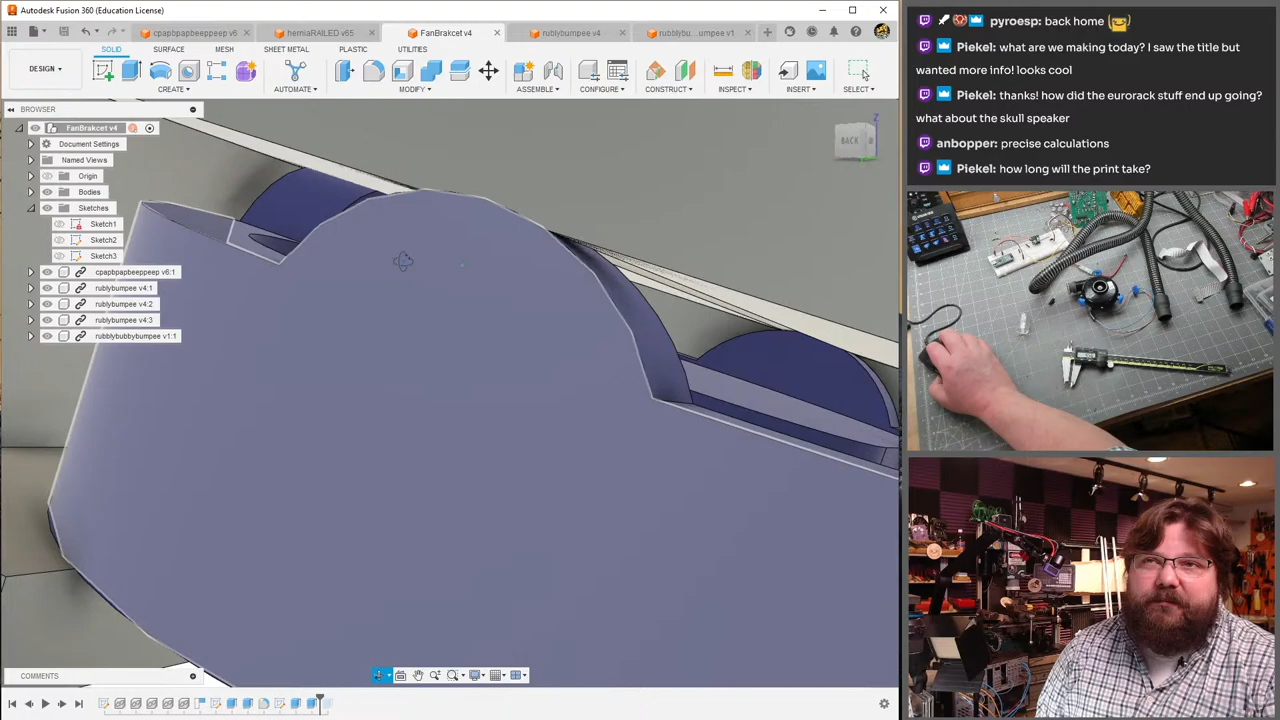 Autodesk Fusion 360 (Education License)
cpapbpapbeeppeep v6
herniaRAILED v65
FanBrakcet v4
rublybumpee v4
rubblybu...umpee v1
SOLID
SURFACE
MESH
SHEET METAL
PLASTIC
UTILITIES
DESIGN
CREATE
AUTOMATE
MODIFY
ASSEMBLE
CONFIGURE
CONSTRUCT
INSPECT
INSERT
SELECT
BROWSER
FanBrakcet v4
Document Settings
Named Views
Origin
Bodies
Sketches
Sketch1
Sketch2
Sketch3
cpapbpapbeeppeep v6:1
rublybumpee v4:1
rublybumpee v4:2
rublybumpee v4:3
rubblybubbybumpee v1:1
Z
BACK
COMMENTS
pyroesp: back home
Piekel: what are we making today? I saw the title but
wanted more info! looks cool
Piekel: thanks! how did the eurorack stuff end up going?
what about the skull speaker
anbopper: precise calculations
Piekel: how long will the print take?